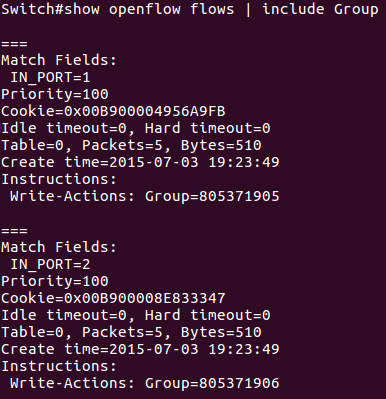 Switch#show openflow flows | include Group
===
Match Fields:
IN_PORT=1
Priority=100
Cookie=0x00B900004956A9FB
Idle timeout=0, Hard timeout=0
Table=0, Packets=5, Bytes=510
Create time=2015-07-03 19:23:49
Instructions:
Write-Actions: Group=805371905
===
Match Fields:
IN_PORT=2
Priority=100
Cookie=0x00B900008E833347
Idle timeout=0, Hard timeout=0
Table=0, Packets=5, Bytes=510
Create time=2015-07-03 19:23:49
Instructions:
Write-Actions: Group=805371906